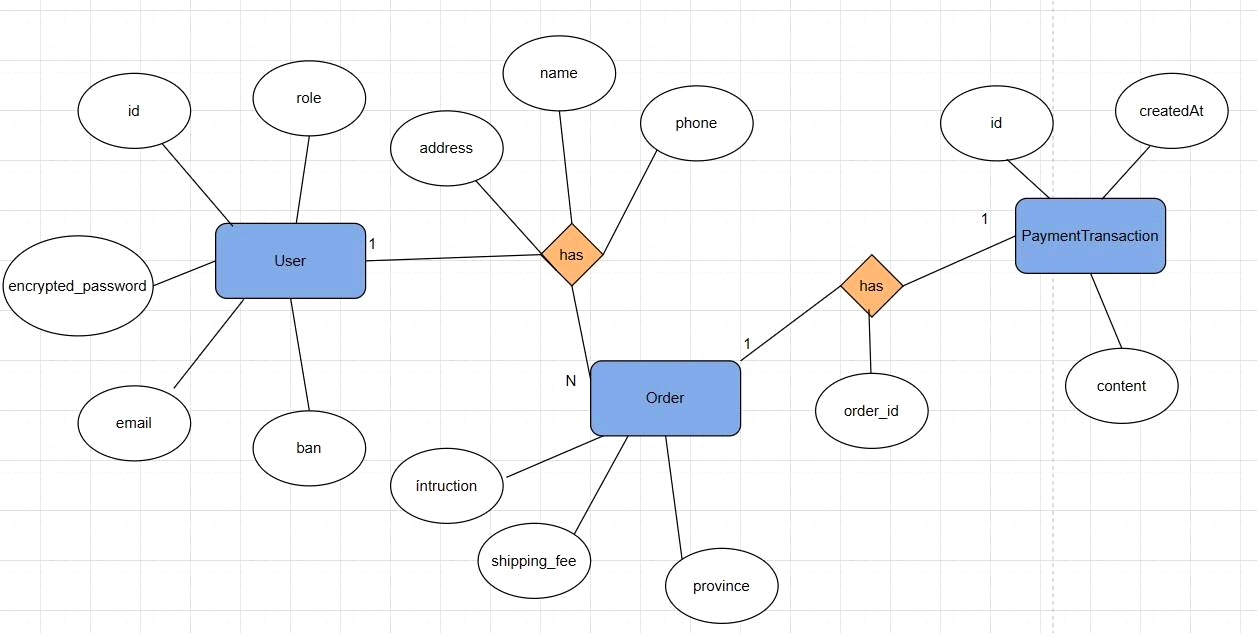 name
role
id
createdAt
phone
id
address
1
1
PaymentTransaction
has
User
encrypted_password
has
1
N
Order
content
order_id
email
ban
íntruction
shipping_fee
province